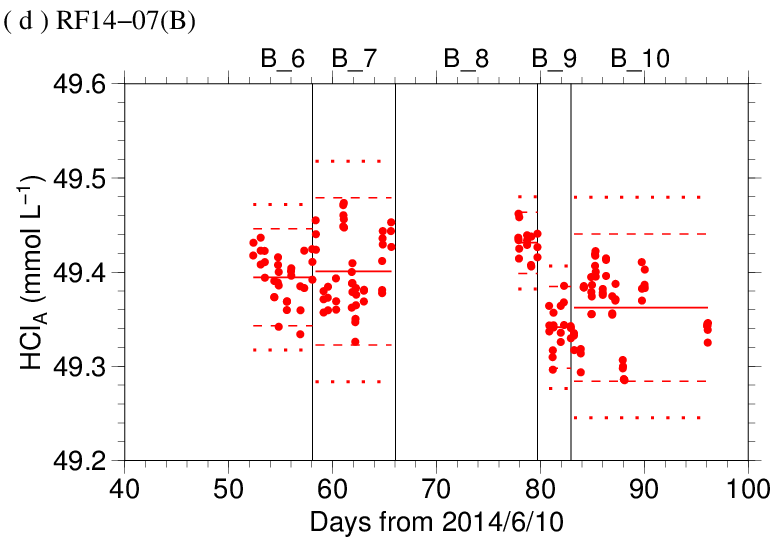 ( d ) RF14−07(B)
B_6 B_7 B_8 B_9 B_10
49.6
49.5
49.4
49.3
49.2
HCl_A (mmol L⁻¹)
40 50 60 70 80 90 100
Days from 2014/6/10